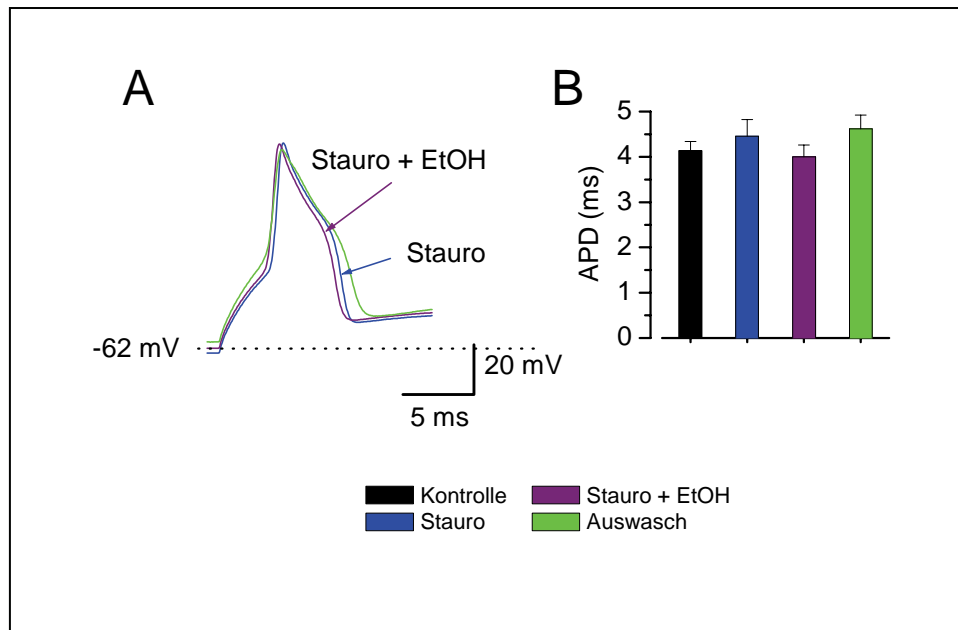 A
Stauro + EtOH
Stauro
-62 mV
20 mV
5 ms
B
APD (ms)
5
4
3
2
1
0
Kontrolle
Stauro
Stauro + EtOH
Auswasch